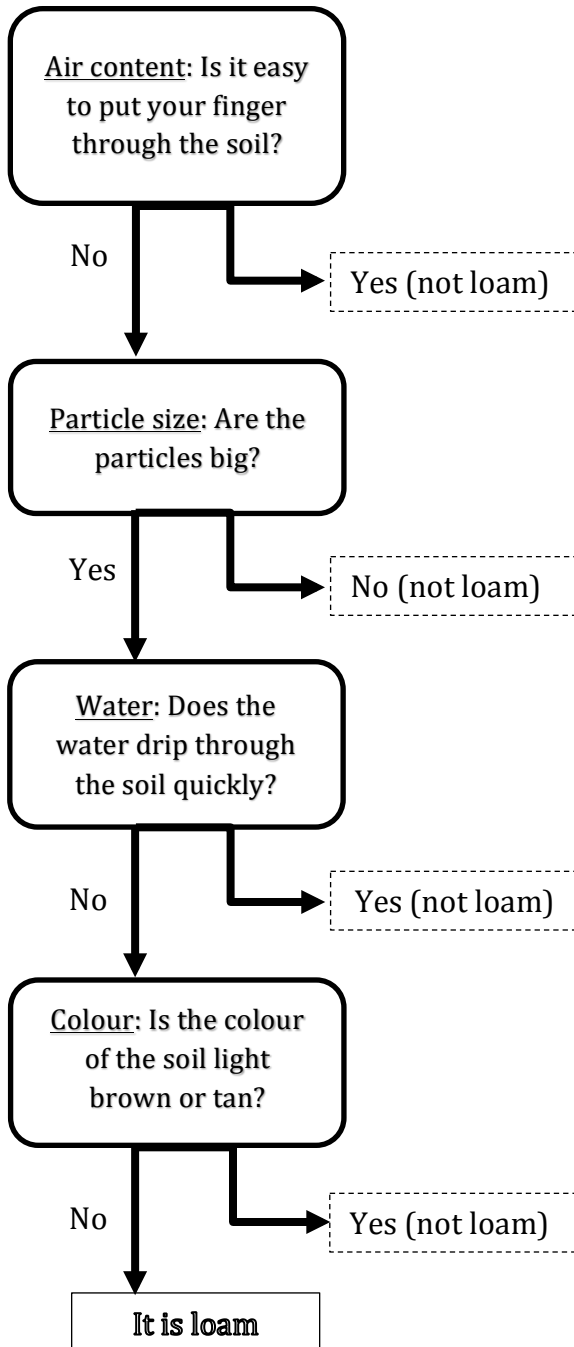 Air content: Is it easy
to put your finger
through the soil?
No
Yes (not loam)
Particle size: Are the
particles big?
Yes
No (not loam)
Water: Does the
water drip through
the soil quickly?
No
Yes (not loam)
Colour: Is the colour
of the soil light
brown or tan?
No
Yes (not loam)
It is loam